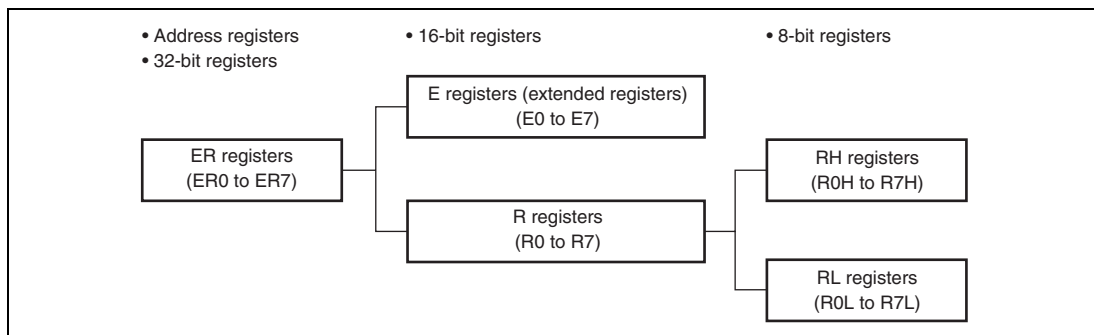 • Address registers
• 32-bit registers
• 16-bit registers
• 8-bit registers
E registers (extended registers)
(E0 to E7)
ER registers
(ER0 to ER7)
RH registers
(R0H to R7H)
R registers
(R0 to R7)
RL registers
(R0L to R7L)